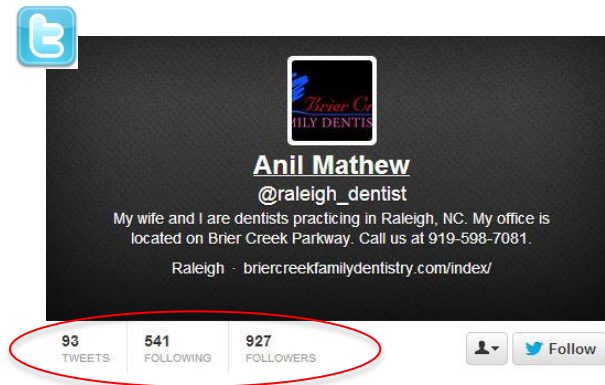 Brier Cr
MILY DENTIS
Anil Mathew
@raleigh_dentist
My wife and I are dentists practicing in Raleigh, NC. My office is
located on Brier Creek Parkway. Call us at 919-598-7081.
Raleigh · briercreekfamilydentistry.com/index/
93 541 927
TWEETS FOLLOWING FOLLOWERS
Follow